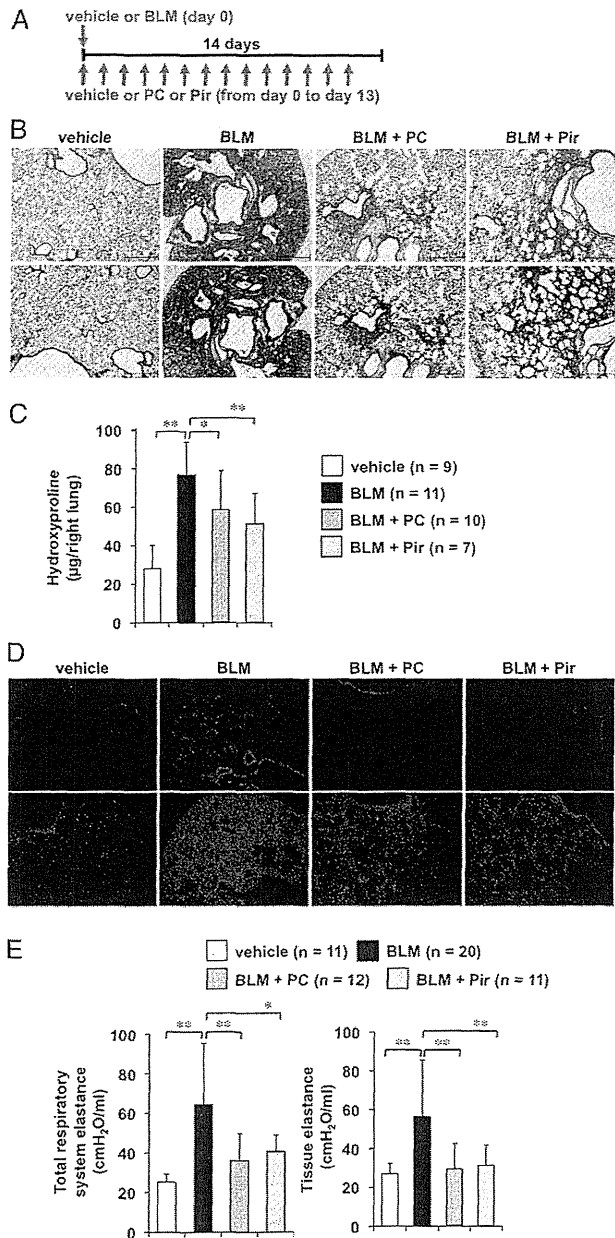 A
vehicle or BLM (day 0)
14 days
vehicle or PC or Pir (from day 0 to day 13)
B
vehicle BLM BLM + PC BLM + Pir
C
Hydroxyproline
(µg/right lung)
100
80
60
40
20
0
** * **
vehicle (n = 9)
BLM (n = 11)
BLM + PC (n = 10)
BLM + Pir (n = 7)
D
vehicle BLM BLM + PC BLM + Pir
E
vehicle (n = 11) BLM (n = 20)
BLM + PC (n = 12) BLM + Pir (n = 11)
Total respiratory
system elastance
(cmH2O/ml)
100
80
60
40
20
0
** ** *
Tissue elastance
(cmH2O/ml)
100
80
60
40
20
0
** ** **